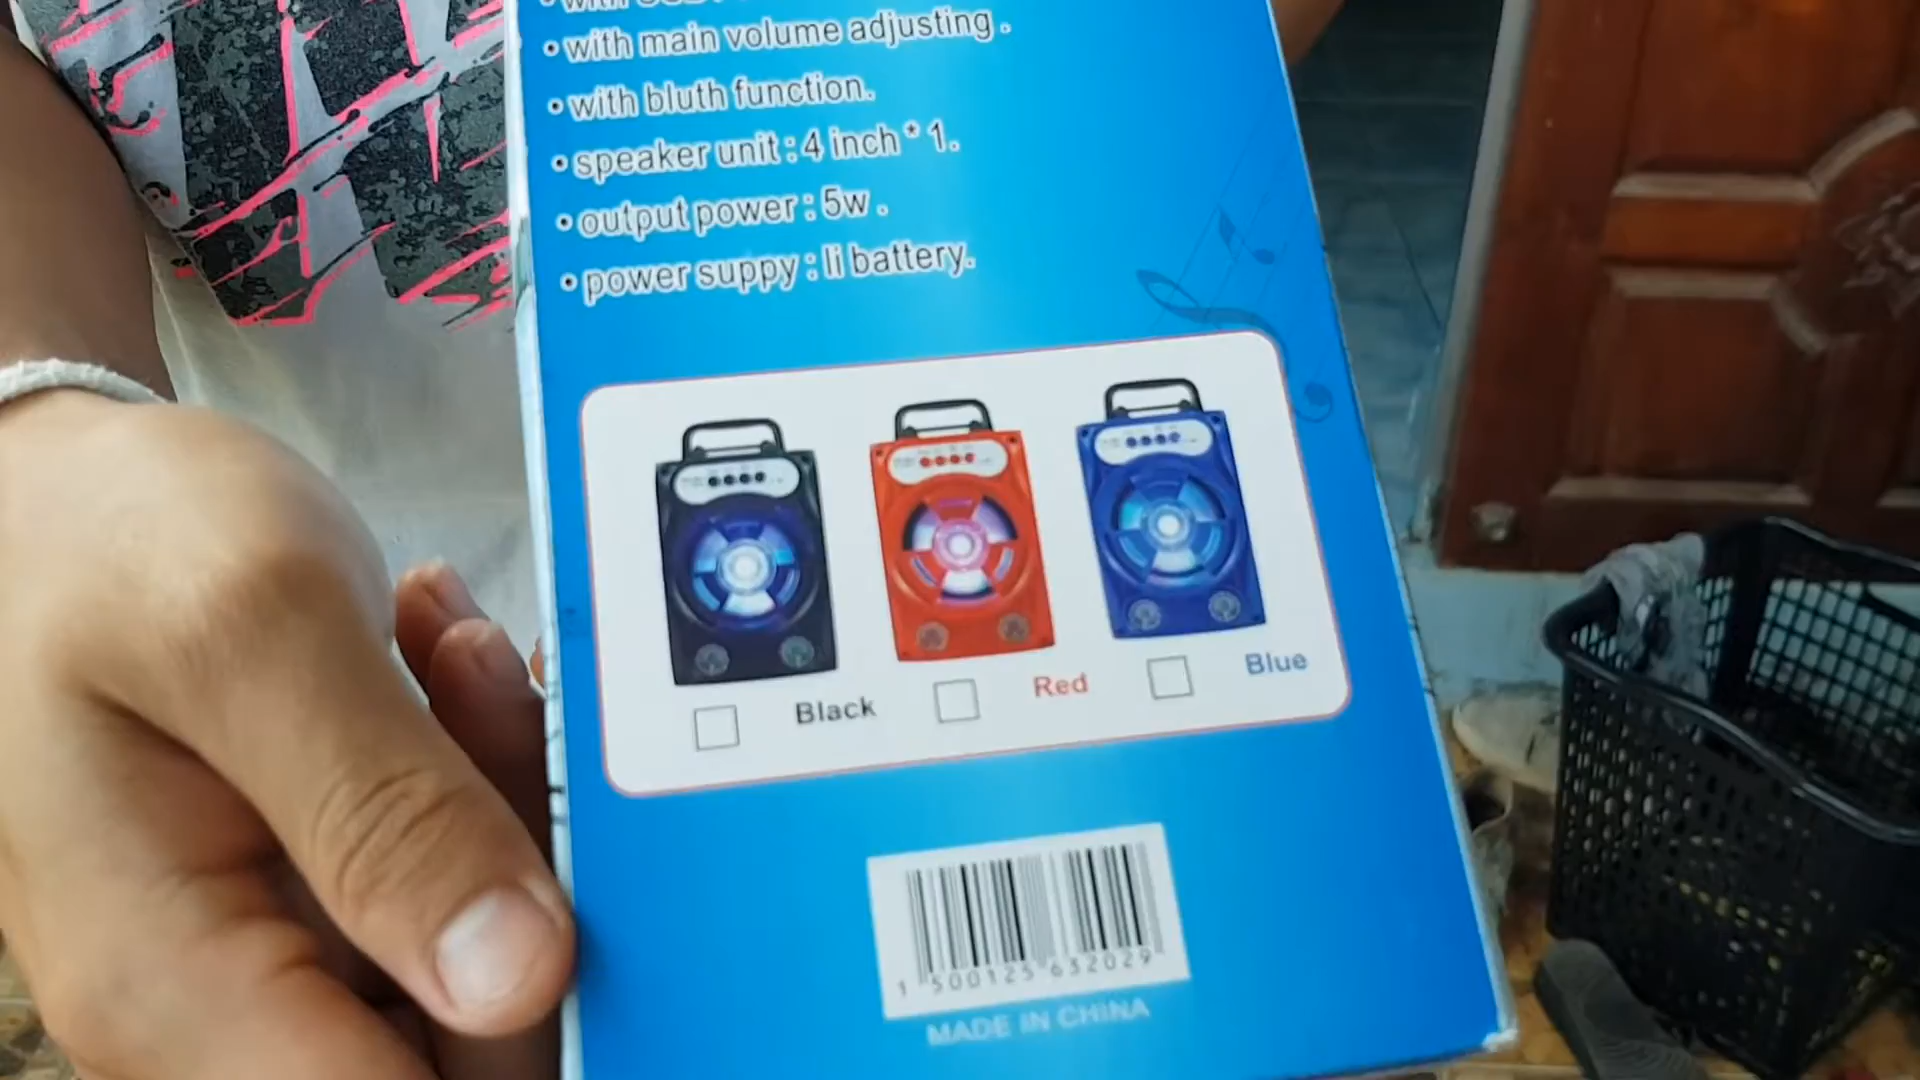 • with main volume adjusting .
• with bluth function.
• speaker unit : 4 inch * 1.
• output power : 5w .
• power suppy : li battery.
Black
Red
Blue
1 500125 632029
MADE IN CHINA